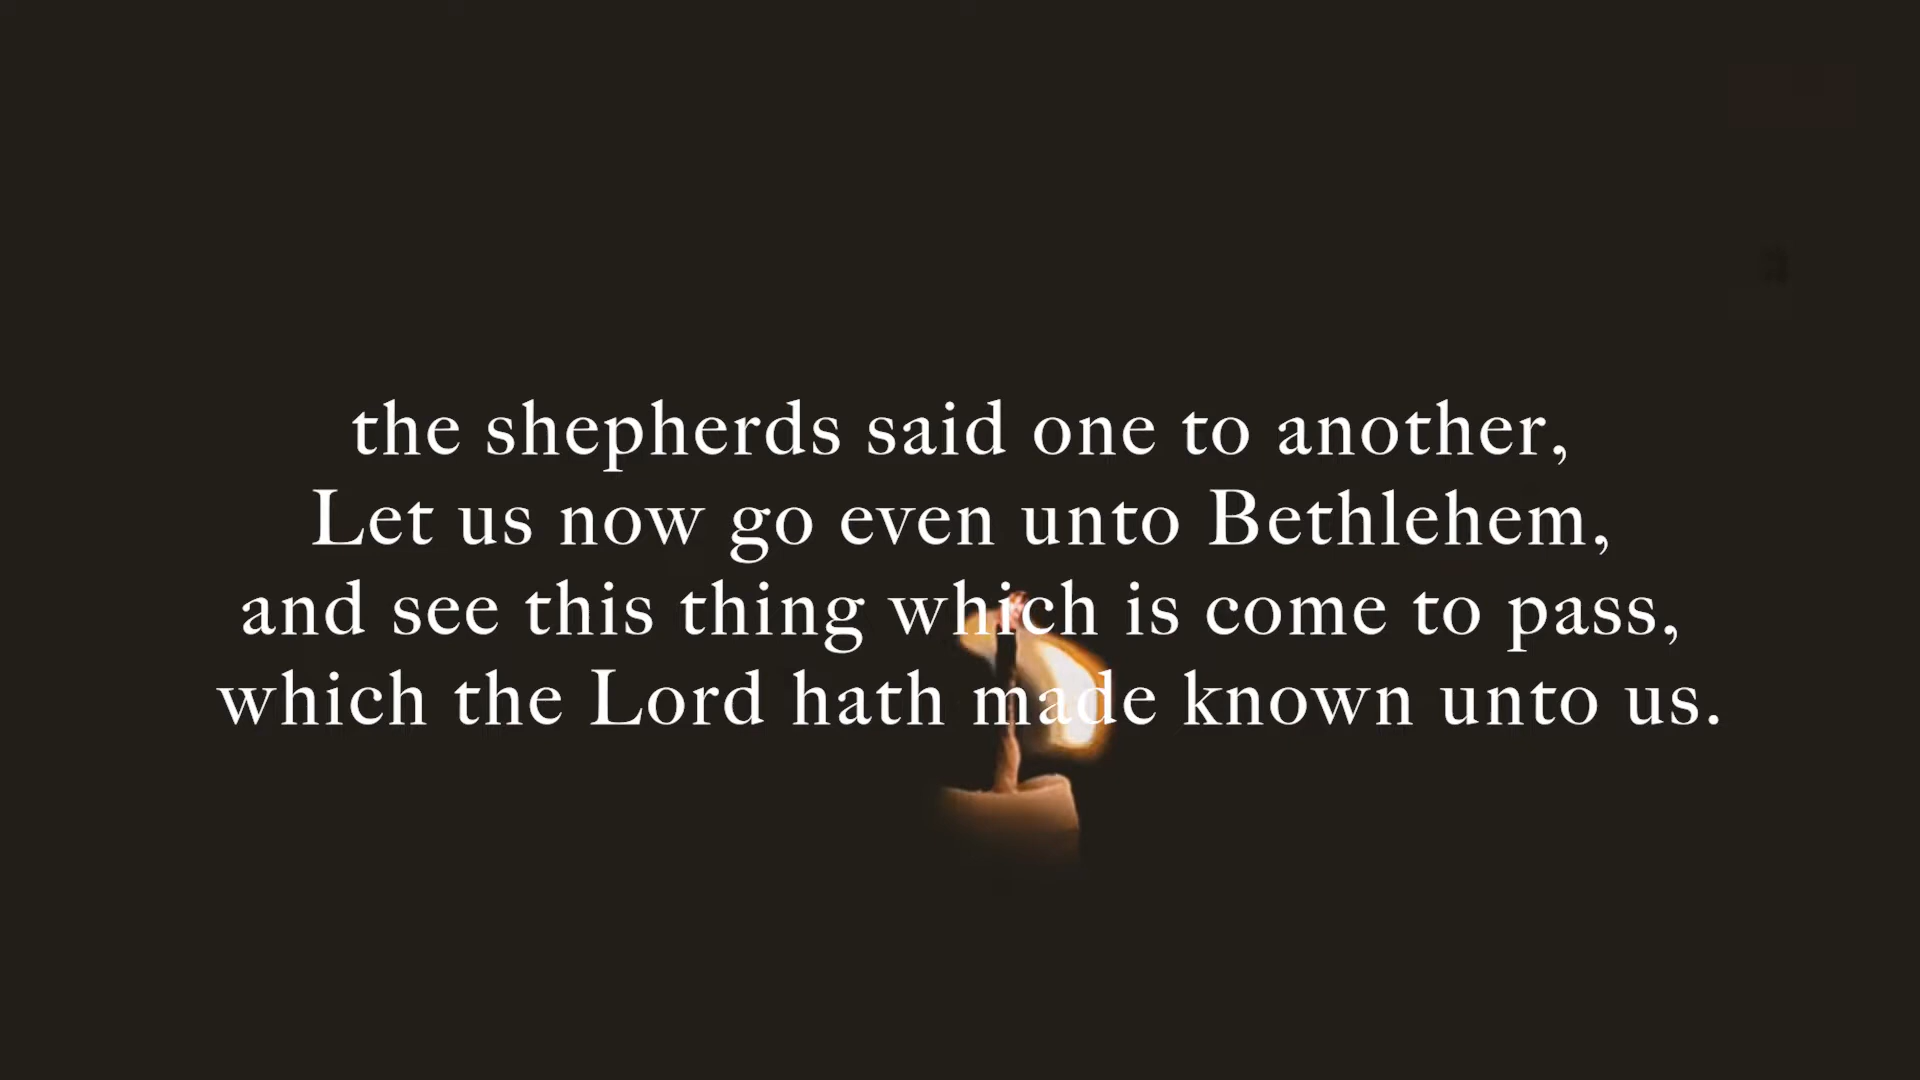 the shepherds said one to another,
Let us now go even unto Bethlehem,
and see this thing which is come to pass,
which the Lord hath made known unto us.